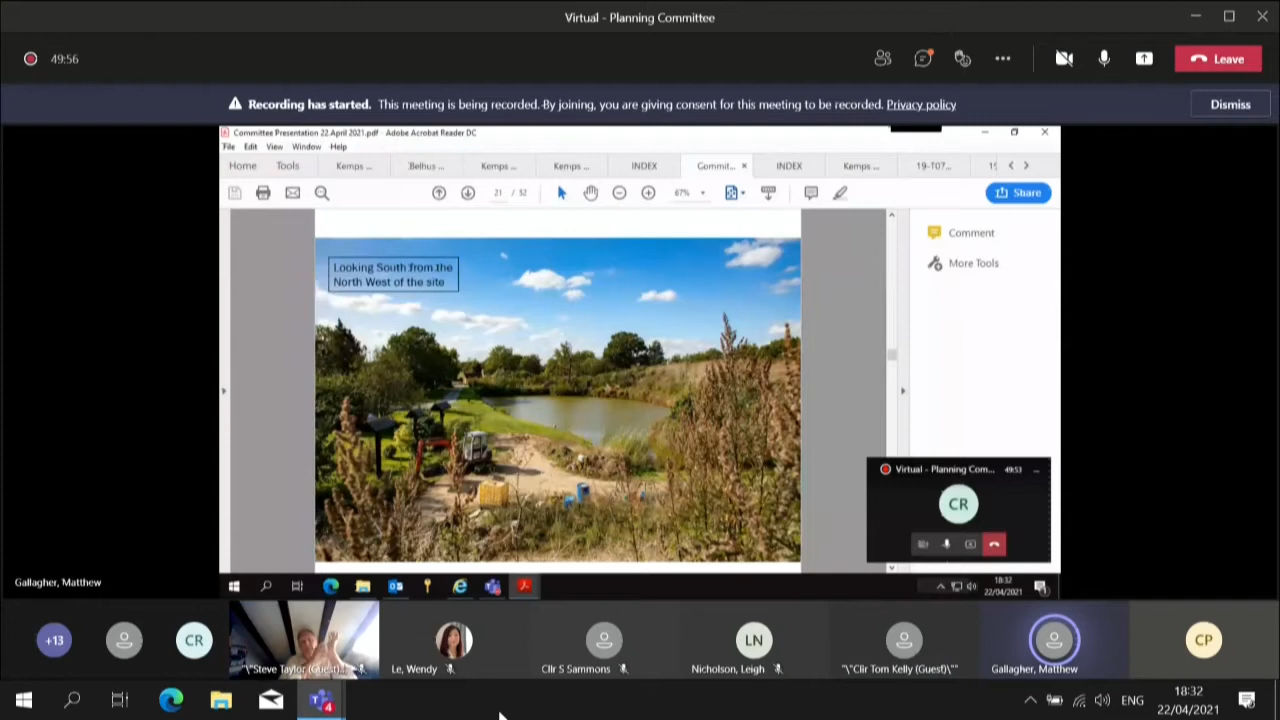 Virtual - Planning Committee
49:56
Leave
Recording has started. This meeting is being recorded. By joining, you are giving consent for this meeting to be recorded. Privacy policy
Dismiss
Committee Presentation 22 April 2021.pdf - Adobe Acrobat Reader DC
File Edit View Window Help
Home Tools Kemps ... Belhus ... Kemps ... Kemps ... INDEX Commit... × INDEX Kemps ... 19-T07...
21 / 32 67% Share
Looking South from the
North West of the site
Comment
More Tools
Virtual - Planning Com... 49:53
CR
18:32
22/04/2021
Gallagher, Matthew
+13 CR LN CP
"\"Steve Taylor (Guest)... Le, Wendy Cllr S Sammons Nicholson, Leigh "\"Cllr Tom Kelly (Guest)\"" Gallagher, Matthew
4 ENG 18:32
22/04/2021